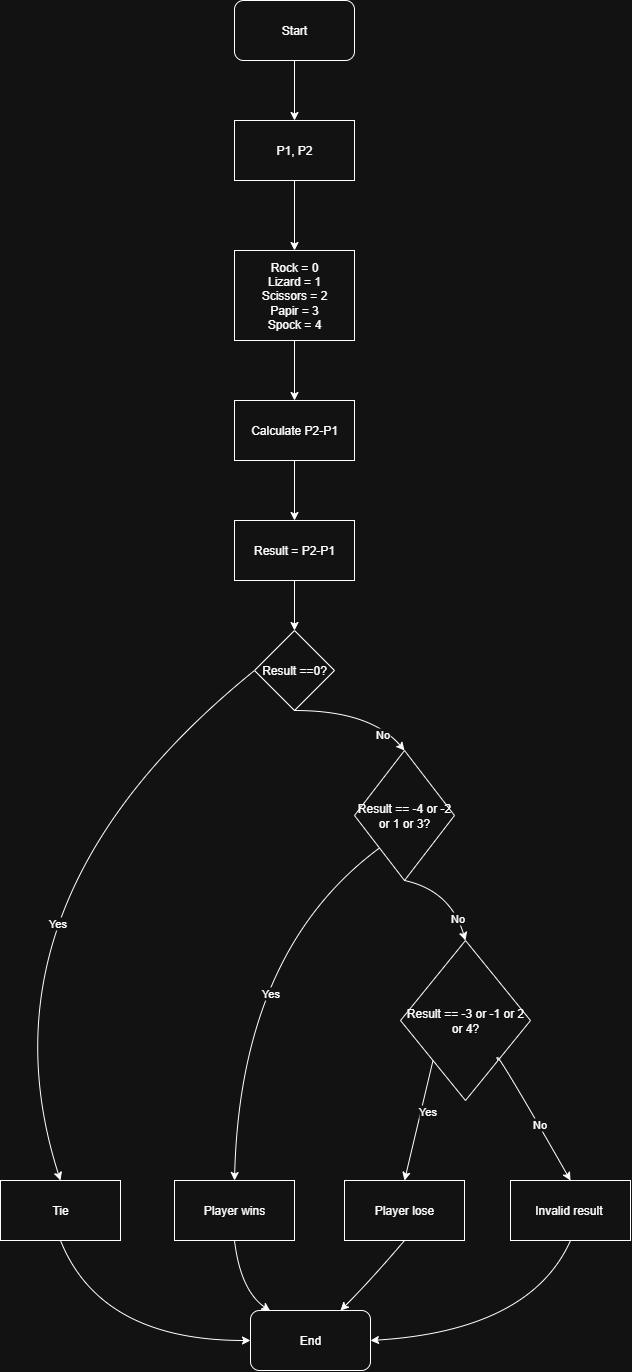 Start
P1, P2
Rock = 0
Lizard = 1
Scissors = 2
Papir = 3
Spock = 4
Calculate P2-P1
Result = P2-P1
Result ==0?
No
Result == -4 or -2
or 1 or 3?
Yes
No
Yes
Result == -3 or -1 or 2
or 4?
Yes
No
Tie
Player wins
Player lose
Invalid result
End